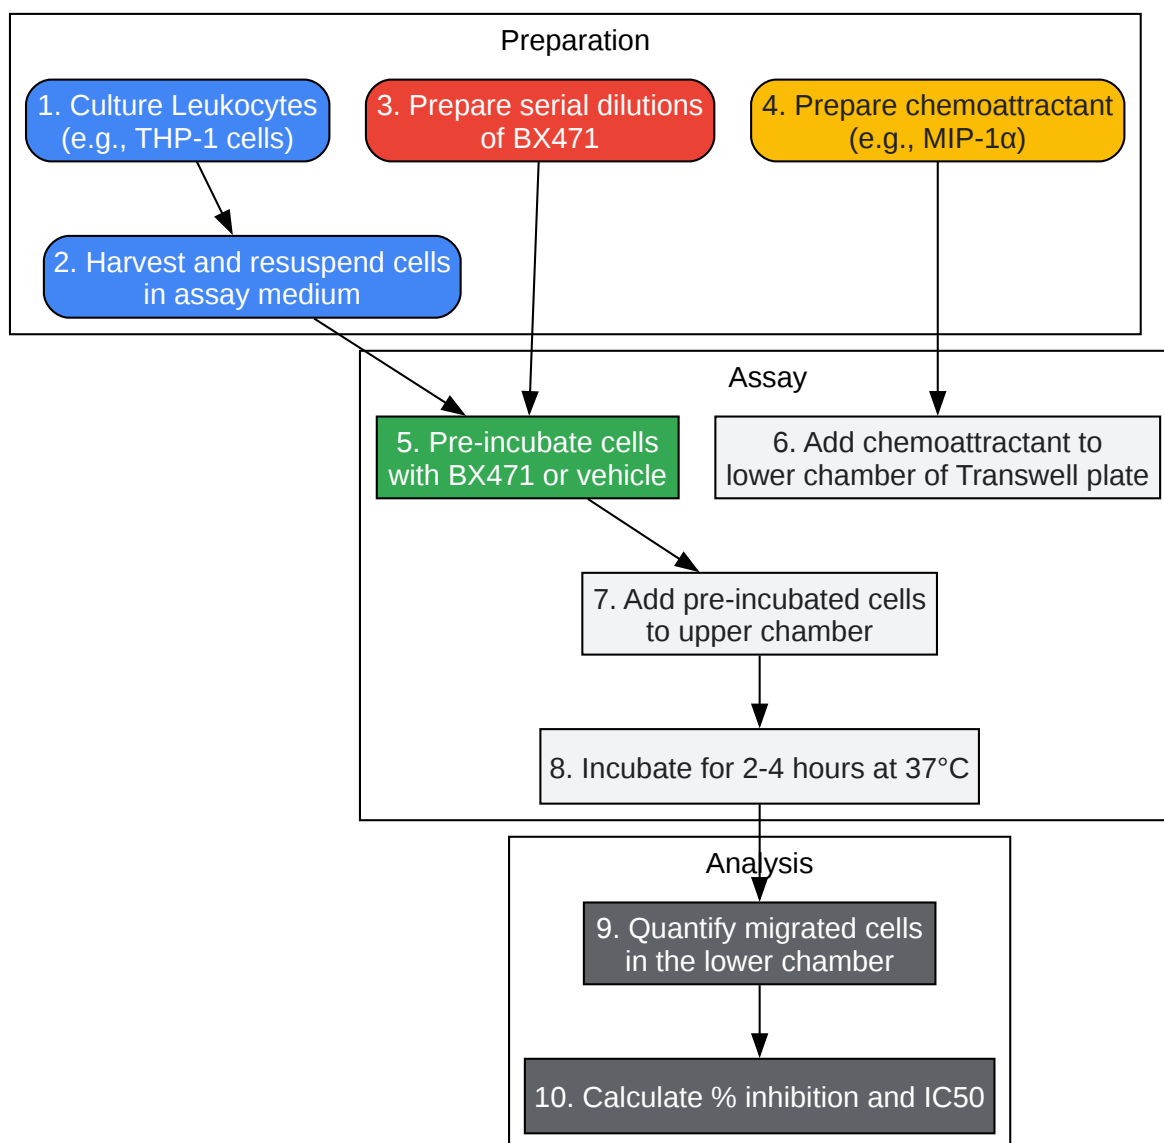 Preparation
1. Culture Leukocytes
(e.g., THP-1 cells)
3. Prepare serial dilutions
of BX471
4. Prepare chemoattractant
(e.g., MIP-1α)
2. Harvest and resuspend cells
in assay medium
Assay
5. Pre-incubate cells
with BX471 or vehicle
6. Add chemoattractant to
lower chamber of Transwell plate
7. Add pre-incubated cells
to upper chamber
8. Incubate for 2-4 hours at 37°C
Analysis
9. Quantify migrated cells
in the lower chamber
10. Calculate % inhibition and IC50